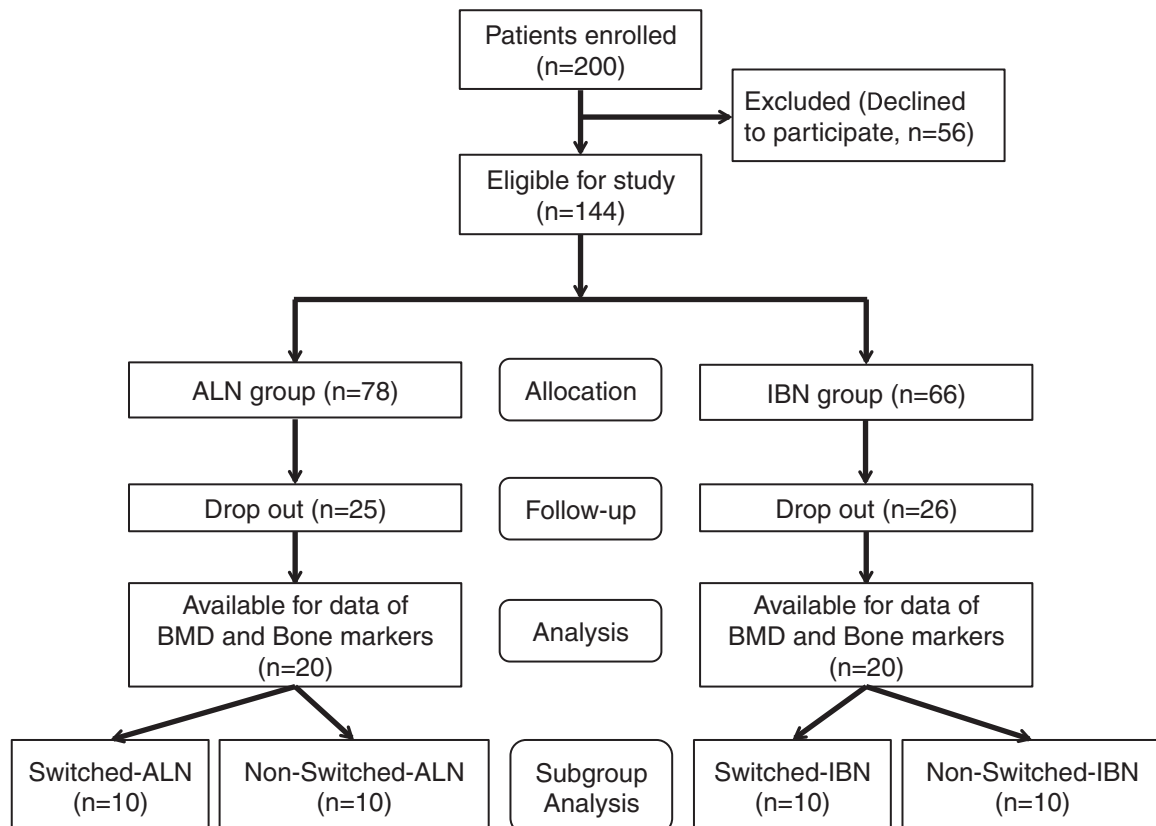 Patients enrolled
(n=200)
Excluded (Declined
to participate, n=56)
Eligible for study
(n=144)
ALN group (n=78)
Allocation
IBN group (n=66)
Drop out (n=25)
Follow-up
Drop out (n=26)
Available for data of
BMD and Bone markers
(n=20)
Analysis
Available for data of
BMD and Bone markers
(n=20)
Switched-ALN
(n=10)
Non-Switched-ALN
(n=10)
Subgroup
Analysis
Switched-IBN
(n=10)
Non-Switched-IBN
(n=10)